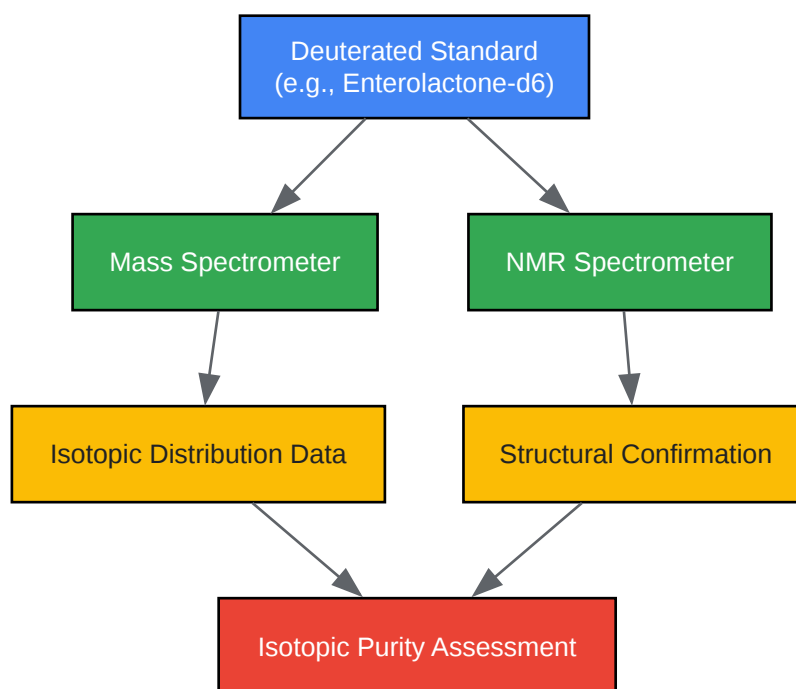 Deuterated Standard
(e.g., Enterolactone-d6)
Mass Spectrometer
NMR Spectrometer
Isotopic Distribution Data
Structural Confirmation
Isotopic Purity Assessment